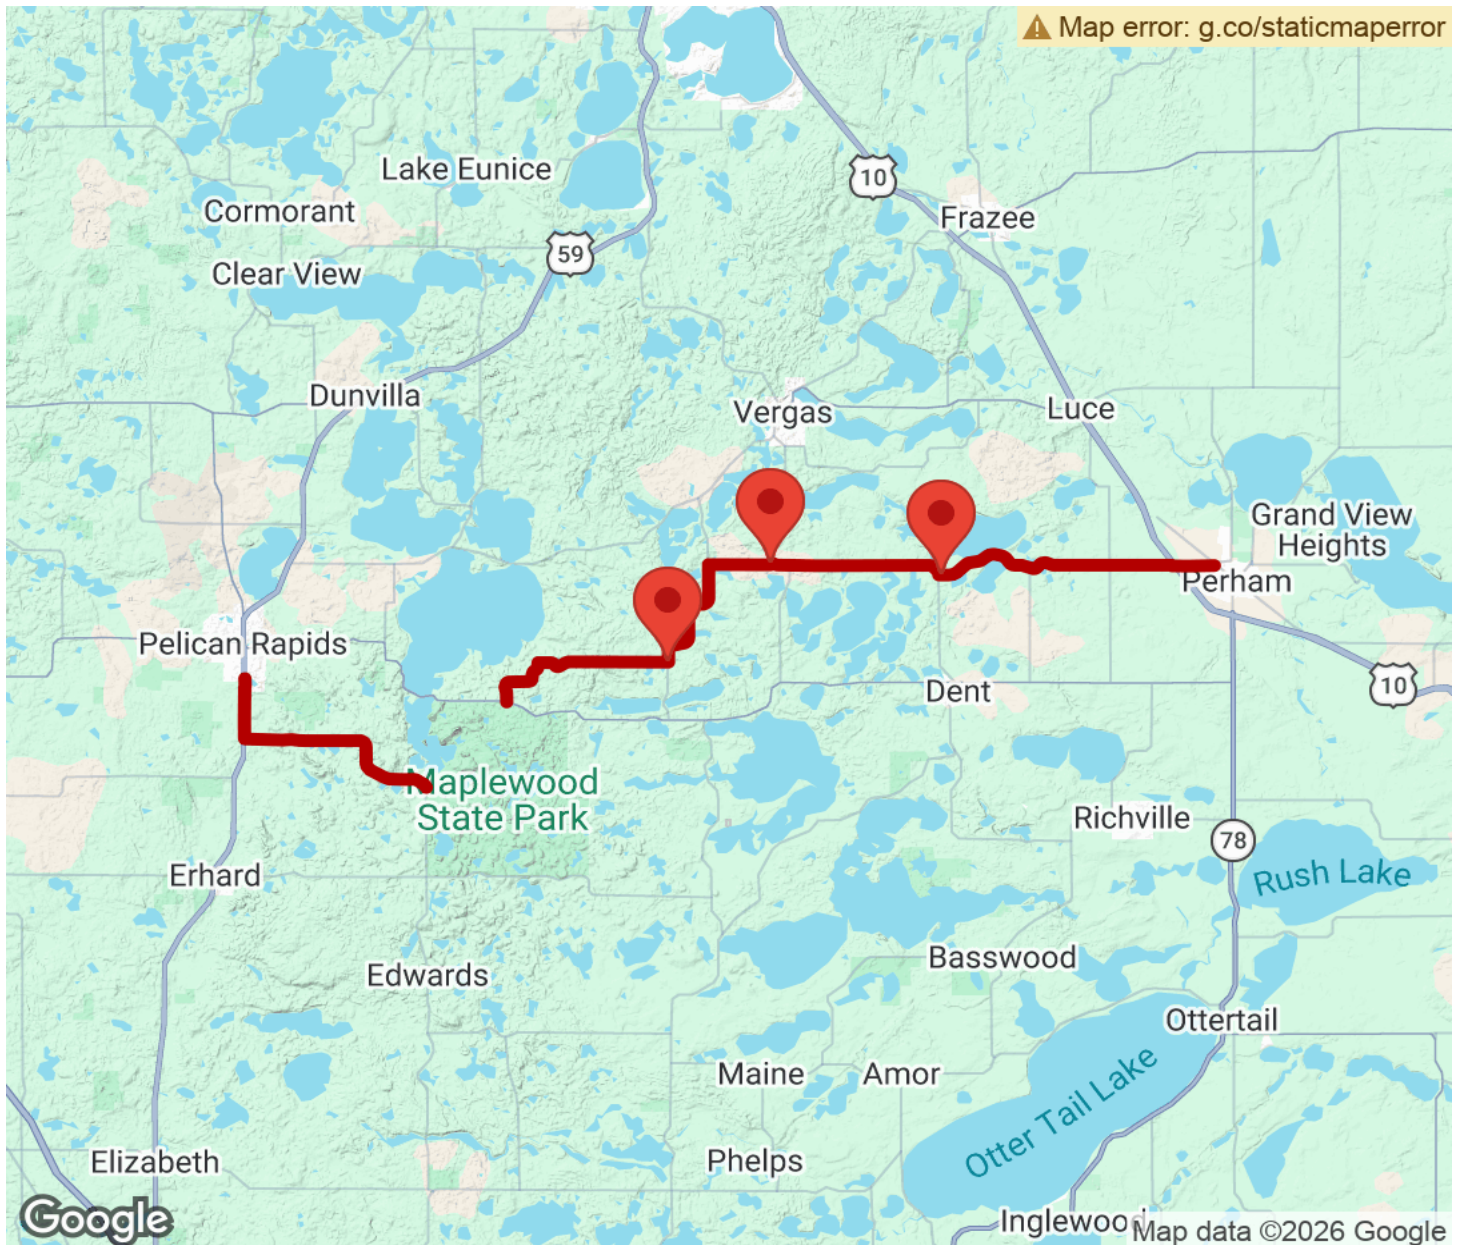 Map error: g.co/staticmaperror
Lake Eunice
10
Cormorant
Frazee
59
Clear View
Dunvilla
Vergas
Luce
Grand View
Heights
Perham
Pelican Rapids
Dent
10
Maplewood
State Park
Richville
78
Erhard
Rush Lake
Basswood
Edwards
Ottertail
Maine
Amor
Otter Tail Lake
Phelps
Elizabeth
Inglewood
Google
Map data ©2026 Google